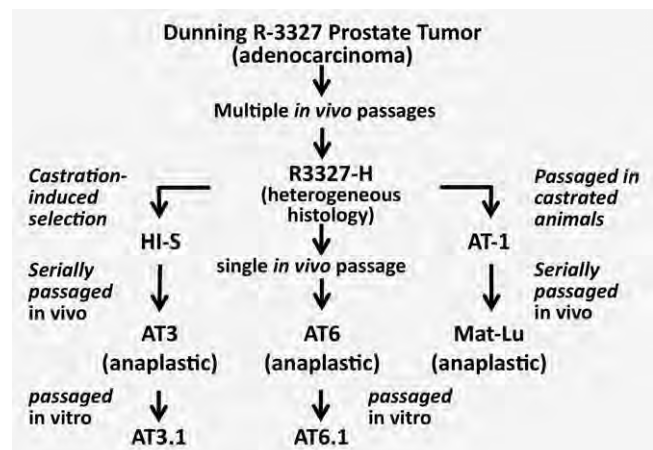 Dunning R-3327 Prostate Tumor
(adenocarcinoma)
Multiple in vivo passages
R3327-H
(heterogeneous
histology)
Castration-
induced
selection
Passaged in
castrated
animals
HI-S
AT-1
single in vivo passage
Serially
passaged
in vivo
Serially
passaged
in vivo
AT3
(anaplastic)
AT6
(anaplastic)
Mat-Lu
(anaplastic)
passaged
in vitro
passaged
in vitro
AT3.1
AT6.1